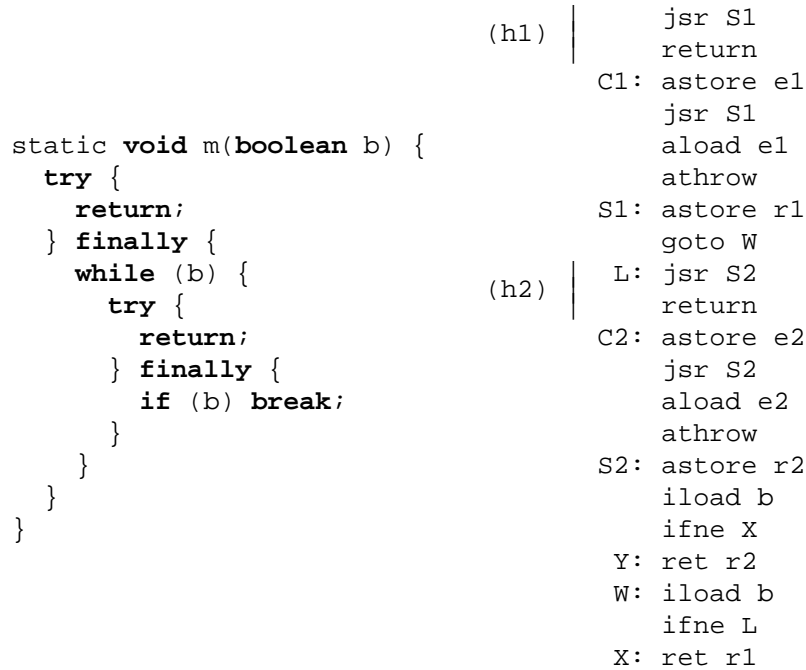 static void m(boolean b) {
try {
return;
} finally {
while (b) {
try {
return;
} finally {
if (b) break;
}
}
}
}
(h1)
jsr S1
return
C1: astore e1
jsr S1
aload e1
athrow
S1: astore r1
goto W
(h2)
L: jsr S2
return
C2: astore e2
jsr S2
aload e2
athrow
S2: astore r2
iload b
ifne X
Y: ret r2
W: iload b
ifne L
X: ret r1